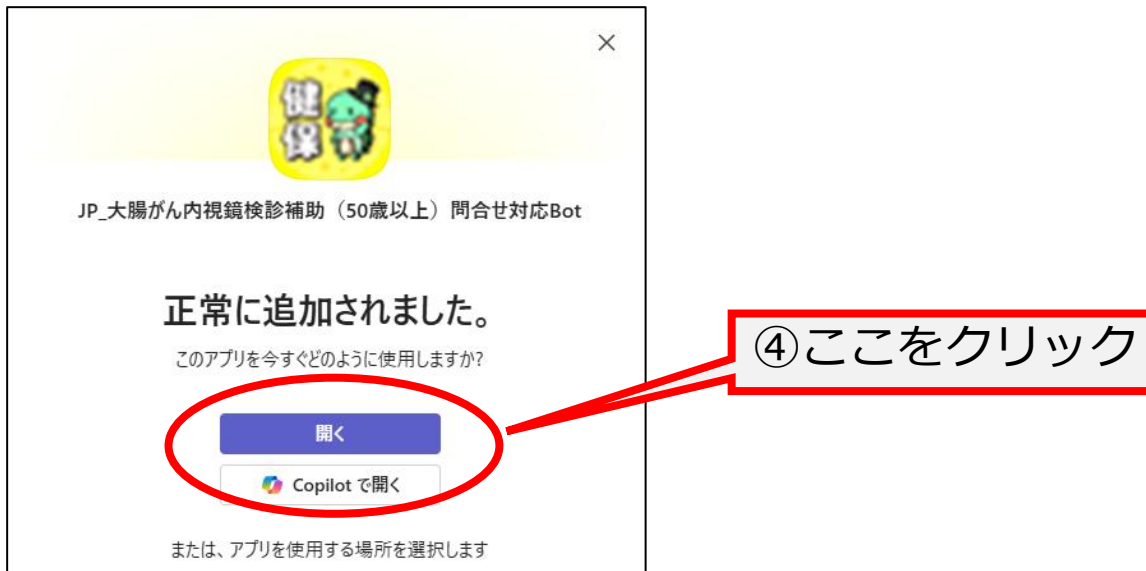 健
保
JP_大腸がん内視鏡検診補助（50歳以上）問合せ対応Bot
正常に追加されました。
このアプリを今すぐどのように使用しますか?
開く
Copilot で開く
または、アプリを使用する場所を選択します
④ここをクリック